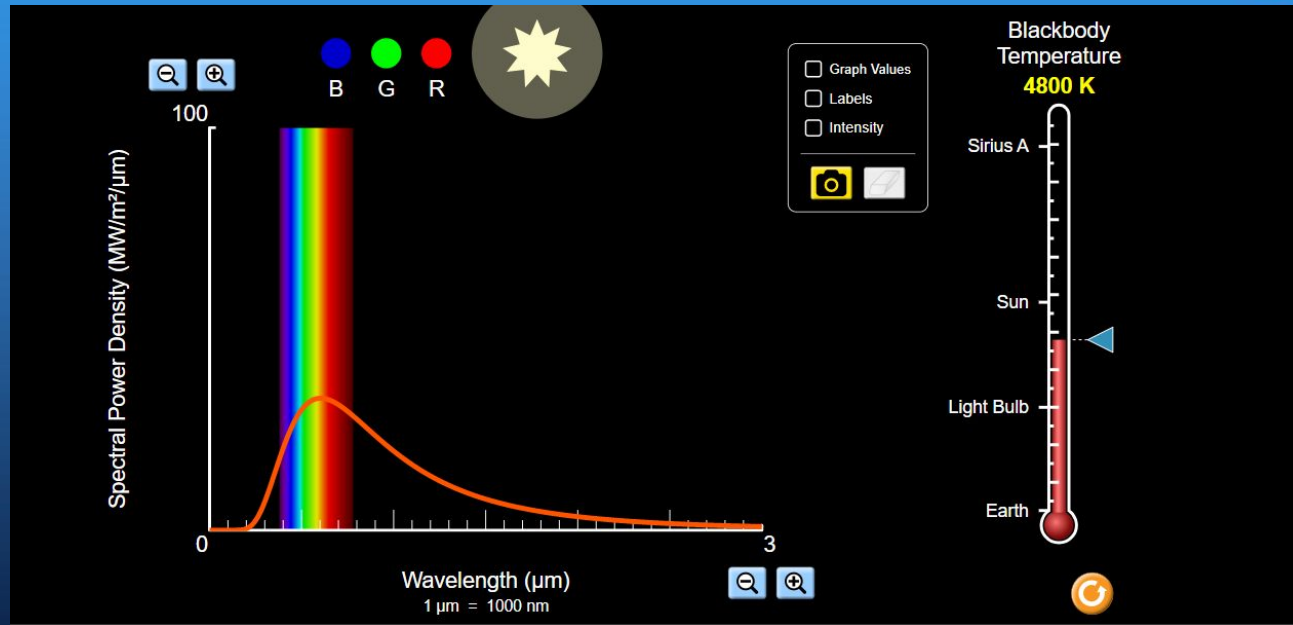 B G R
100
Spectral Power Density (MW/m²/μm)
0
3
Wavelength (μm)
1 μm = 1000 nm
Graph Values
Labels
Intensity
Blackbody
Temperature
4800 K
Sirius A
Sun
Light Bulb
Earth